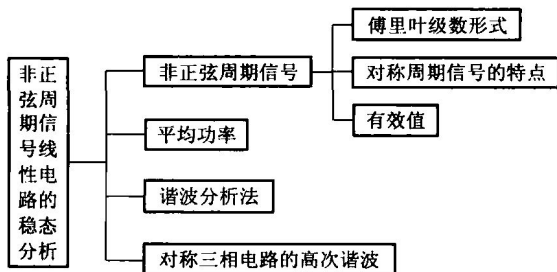 非正
弦周
期信
号线
性电
路的
稳态
分析
非正弦周期信号
傅里叶级数形式
对称周期信号的特点
有效值
平均功率
谐波分析法
对称三相电路的高次谐波